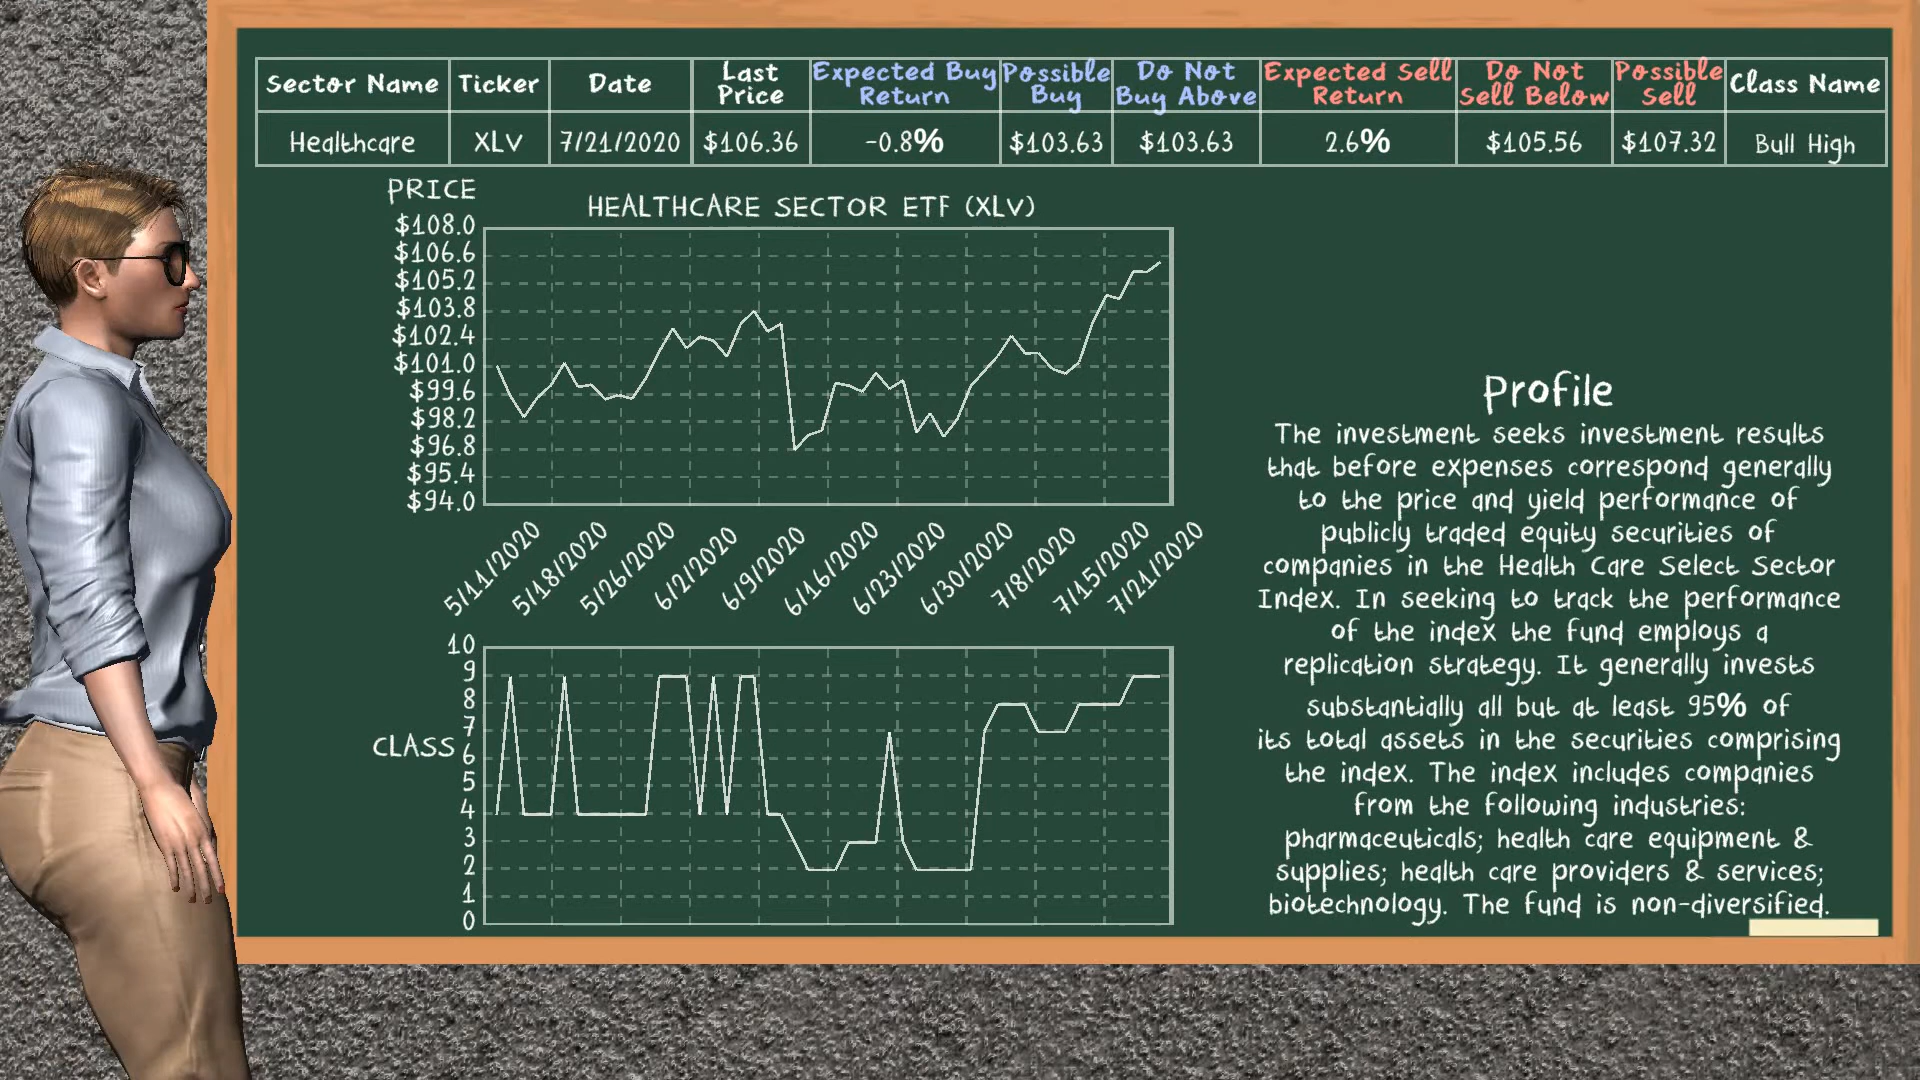 Sector Name Ticker Date Last Price Expected Buy Return Possible Buy Do Not Buy Above Expected Sell Return Do Not Sell Below Possible Sell Class Name
Healthcare XLV 7/21/2020 $106.36 -0.8% $103.63 $103.63 2.6% $105.56 $107.32 Bull High
PRICE
HEALTHCARE SECTOR ETF (XLV)
$108.0
$106.6
$105.2
$103.8
$102.4
$101.0
$99.6
$98.2
$96.8
$95.4
$94.0
5/11/2020 5/18/2020 5/26/2020 6/2/2020 6/9/2020 6/16/2020 6/23/2020 6/30/2020 7/8/2020 7/15/2020 7/21/2020
10
9
8
7
CLASS
6
5
4
3
2
1
0
Profile
The investment seeks investment results
that before expenses correspond generally
to the price and yield performance of
publicly traded equity securities of
companies in the Health Care Select Sector
Index. In seeking to track the performance
of the index the fund employs a
replication strategy. It generally invests
substantially all but at least 95% of
its total assets in the securities comprising
the index. The index includes companies
from the following industries:
pharmaceuticals; health care equipment &
supplies; health care providers & services;
biotechnology. The fund is non-diversified.